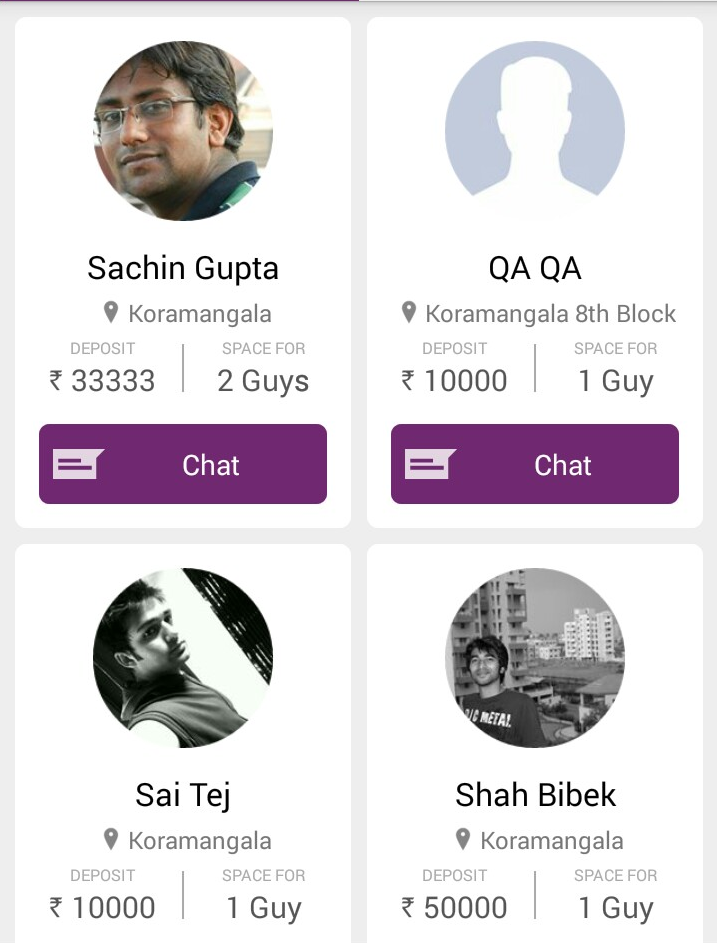 Sachin Gupta
Koramangala
DEPOSIT
SPACE FOR
₹ 33333
2 Guys
Chat
QA QA
Koramangala 8th Block
DEPOSIT
SPACE FOR
₹ 10000
1 Guy
Chat
Sai Tej
Koramangala
DEPOSIT
SPACE FOR
₹ 10000
1 Guy
METAL
Shah Bibek
Koramangala
DEPOSIT
SPACE FOR
₹ 50000
1 Guy